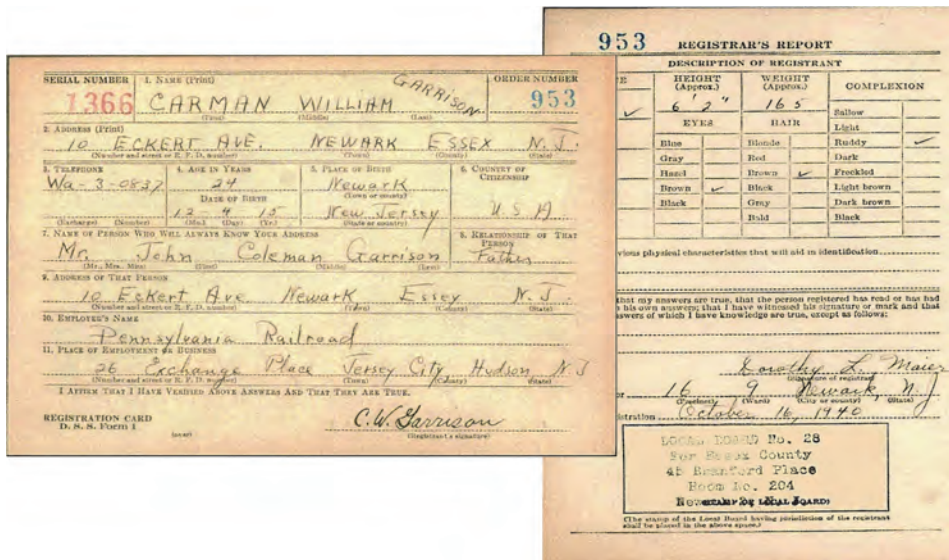 SERIAL NUMBER 1. NAME (Print) ORDER NUMBER
1366 CARMAN WILLIAM GARRISON 953
(First) (Middle) (Last)
2. ADDRESS (Print)
10 ECKERT AVE. NEWARK ESSEX N.J.
(Number and street or R. F. D. number) (Town) (County) (State)
3. TELEPHONE 4. AGE IN YEARS 5. PLACE OF BIRTH 6. COUNTRY OF CITIZENSHIP
Wa-3-0837 24 Newark
DATE OF BIRTH (Town or county)
12 4 15 New Jersey U.S.A
(Exchange) (Number) (Mo.) (Day) (Yr.) (State or country)
7. NAME OF PERSON WHO WILL ALWAYS KNOW YOUR ADDRESS 8. RELATIONSHIP OF THAT PERSON
Mr. John Coleman Garrison Father
(Mr., Mrs., Miss) (First) (Middle) (Last)
9. ADDRESS OF THAT PERSON
10 Eckert Ave Newark, Essex N.J.
(Number and street or R. F. D. number) (Town) (County) (State)
10. EMPLOYER'S NAME
Pennsylvania Railroad
11. PLACE OF EMPLOYMENT OR BUSINESS
26 Exchange Place Jersey City, Hudson, N.J
(Number and street or R. F. D. number) (Town) (County) (State)
I AFFIRM THAT I HAVE VERIFIED ABOVE ANSWERS AND THAT THEY ARE TRUE.
REGISTRATION CARD
D. S. S. Form 1 C.W. Garrison
(over) (Registrant's signature)
953 REGISTRAR'S REPORT
DESCRIPTION OF REGISTRANT
E HEIGHT (Approx.) WEIGHT (Approx.) COMPLEXION
✓ 6' 2" 165 Sallow
EYES HAIR Light
Blue Blonde Ruddy ✓
Gray Red Dark
Hazel Brown ✓ Freckled
Brown ✓ Black Light brown
Black Gray Dark brown
Bald Black
vious physical characteristics that will aid in identification
that my answers are true, that the person registered has read or has had
his own answers; that I have witnessed his signature or mark and that
swers of which I have knowledge are true, except as follows:
Dorothy L. Maier
(Signature of registrar)
or 16 9 Newark, N.J
(Precinct) (Ward) (City or county) (State)
istration October 16, 1940
LOCAL BOARD No. 28
For Essex County
45 Branford Place
Room No. 204
STAMP OF LOCAL BOARD
(The stamp of the Local Board having jurisdiction of the registrant
shall be placed in the above space.)